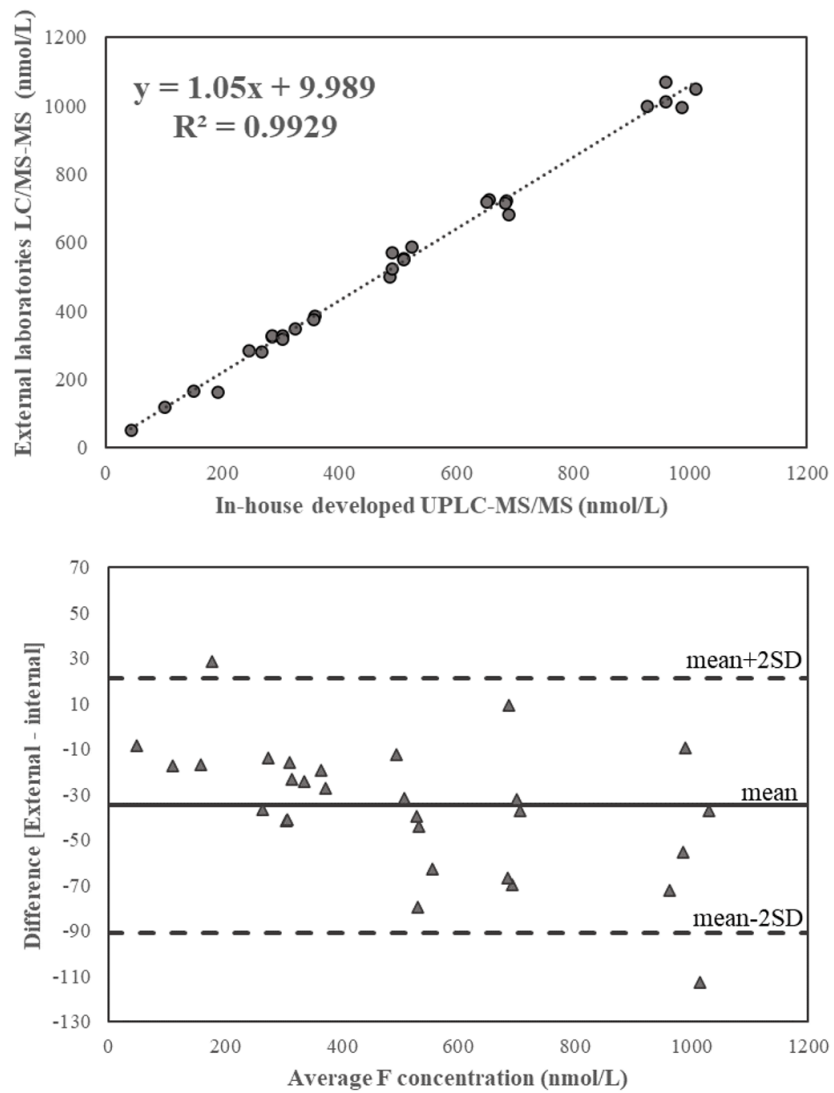 1200
1000
800
600
400
200
0
External laboratories LC/MS-MS (nmol/L)
y = 1.05x + 9.989
R² = 0.9929
0 200 400 600 800 1000 1200
In-house developed UPLC-MS/MS (nmol/L)
70
50
30
10
-10
-30
-50
-70
-90
-110
-130
Difference [External - internal]
mean+2SD
mean
mean-2SD
0 200 400 600 800 1000 1200
Average F concentration (nmol/L)